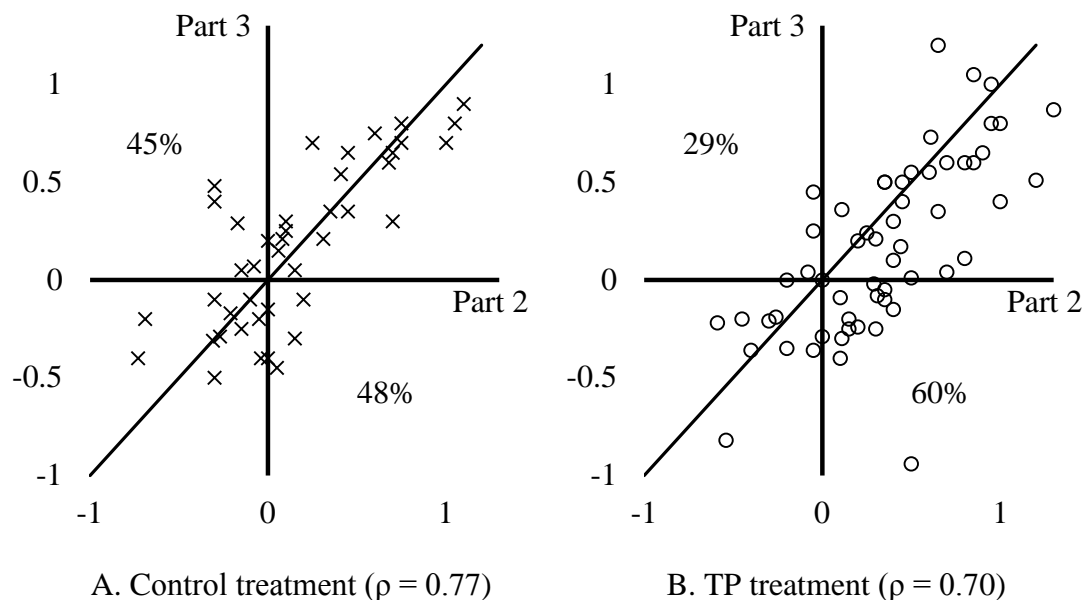 Part 3
1
45%
0.5
0
Part 2
-0.5
48%
-1
-1 0 1
A. Control treatment (ρ = 0.77)
Part 3
1
29%
0.5
0
Part 2
-0.5
60%
-1
-1 0 1
B. TP treatment (ρ = 0.70)